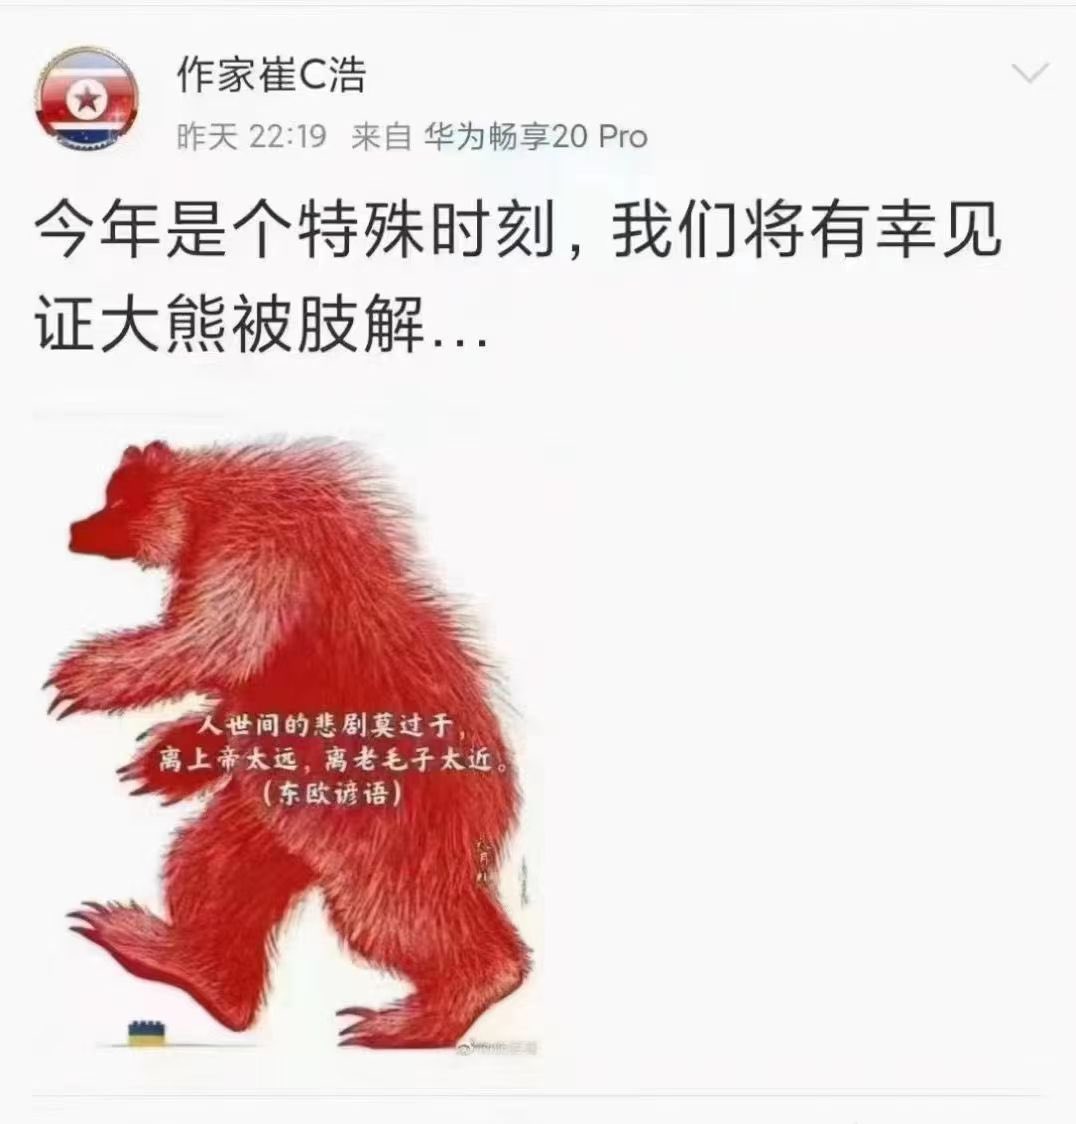 作家崔C浩
昨天 22:19 来自 华为畅享20 Pro
今年是个特殊时刻，我们将有幸见
证大熊被肢解...
人世间的悲剧莫过于，
离上帝太远，离老毛子太近。
（东欧谚语）